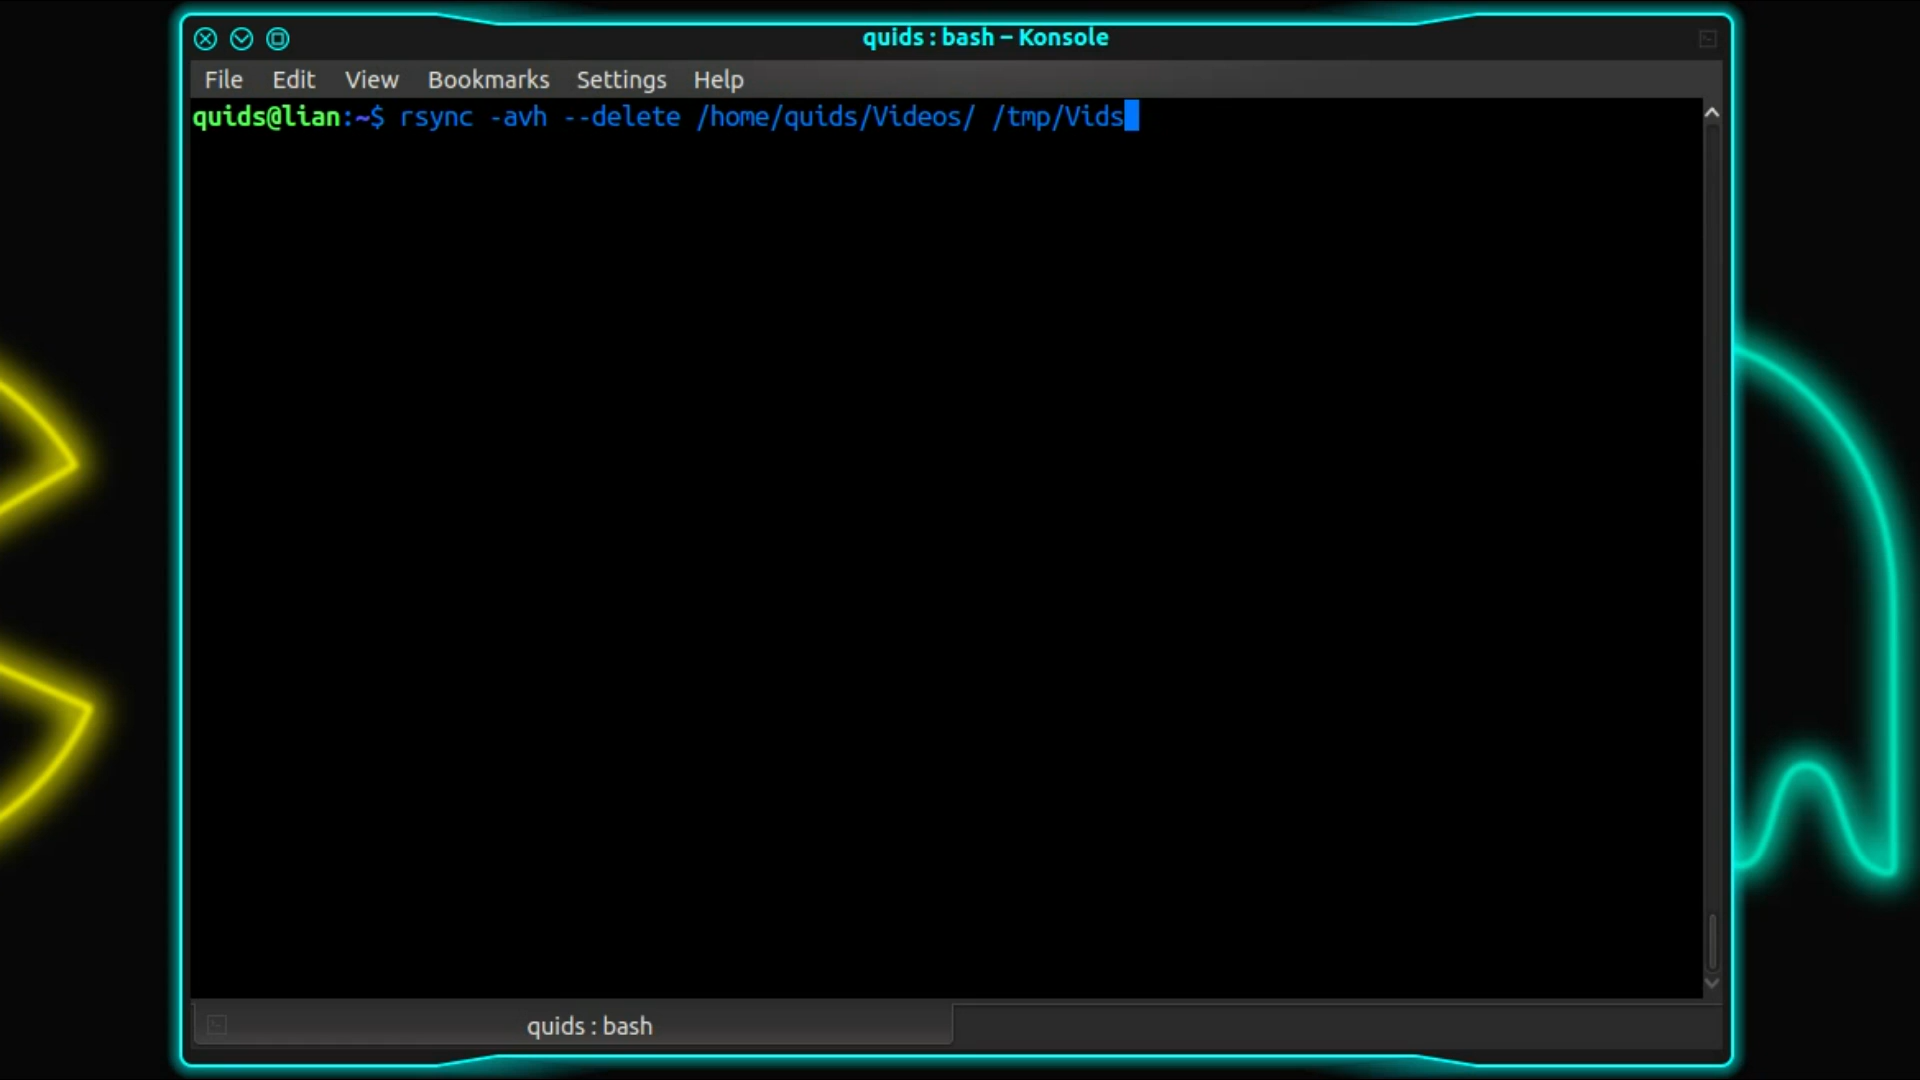 quids : bash – Konsole
File Edit View Bookmarks Settings Help
quids@lian:~$ rsync -avh --delete /home/quids/Videos/ /tmp/Vids
quids : bash